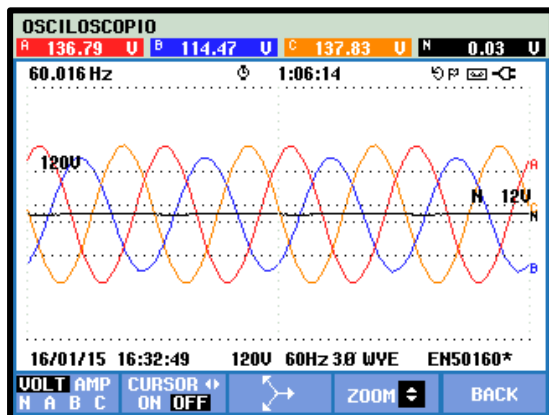 OSCILOSCOPIO
A 136.79 V B 114.47 V C 137.83 V N 0.03 V
60.016 Hz 1:06:14
120V
A
N 12V
C
N
B
16/01/15 16:32:49 120V 60Hz 3.Ø WYE EN50160*
VOLT AMP CURSOR ZOOM BACK
N A B C ON OFF